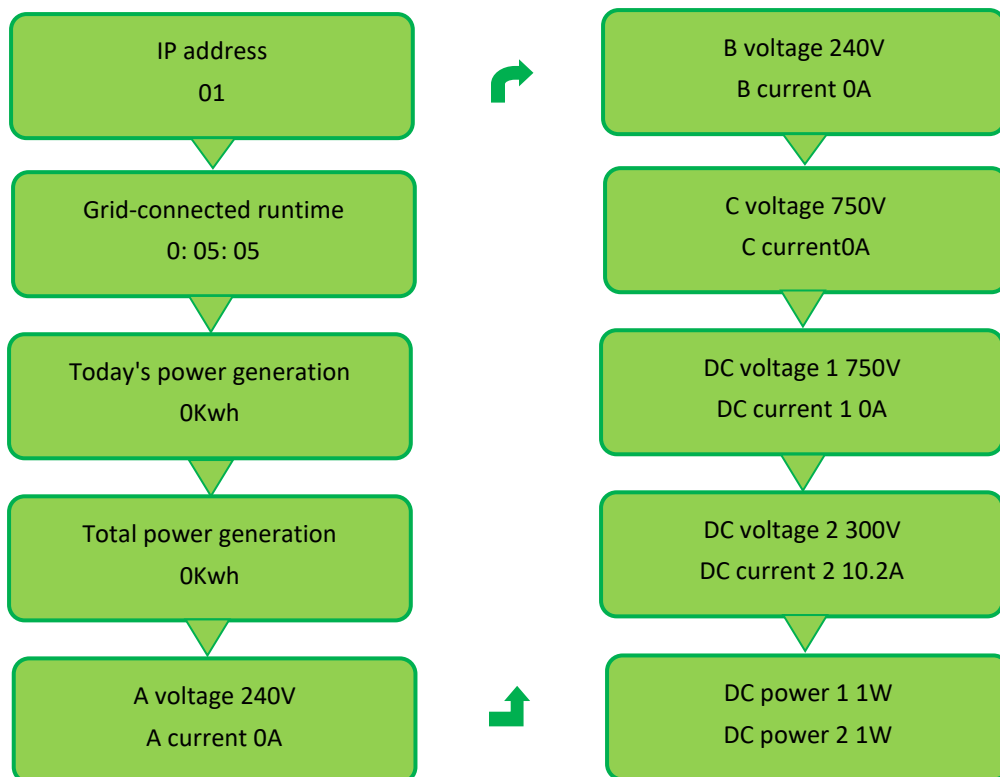 IP address
01
Grid-connected runtime
0: 05: 05
Today's power generation
0Kwh
Total power generation
0Kwh
A voltage 240V
A current 0A
B voltage 240V
B current 0A
C voltage 750V
C current0A
DC voltage 1 750V
DC current 1 0A
DC voltage 2 300V
DC current 2 10.2A
DC power 1 1W
DC power 2 1W